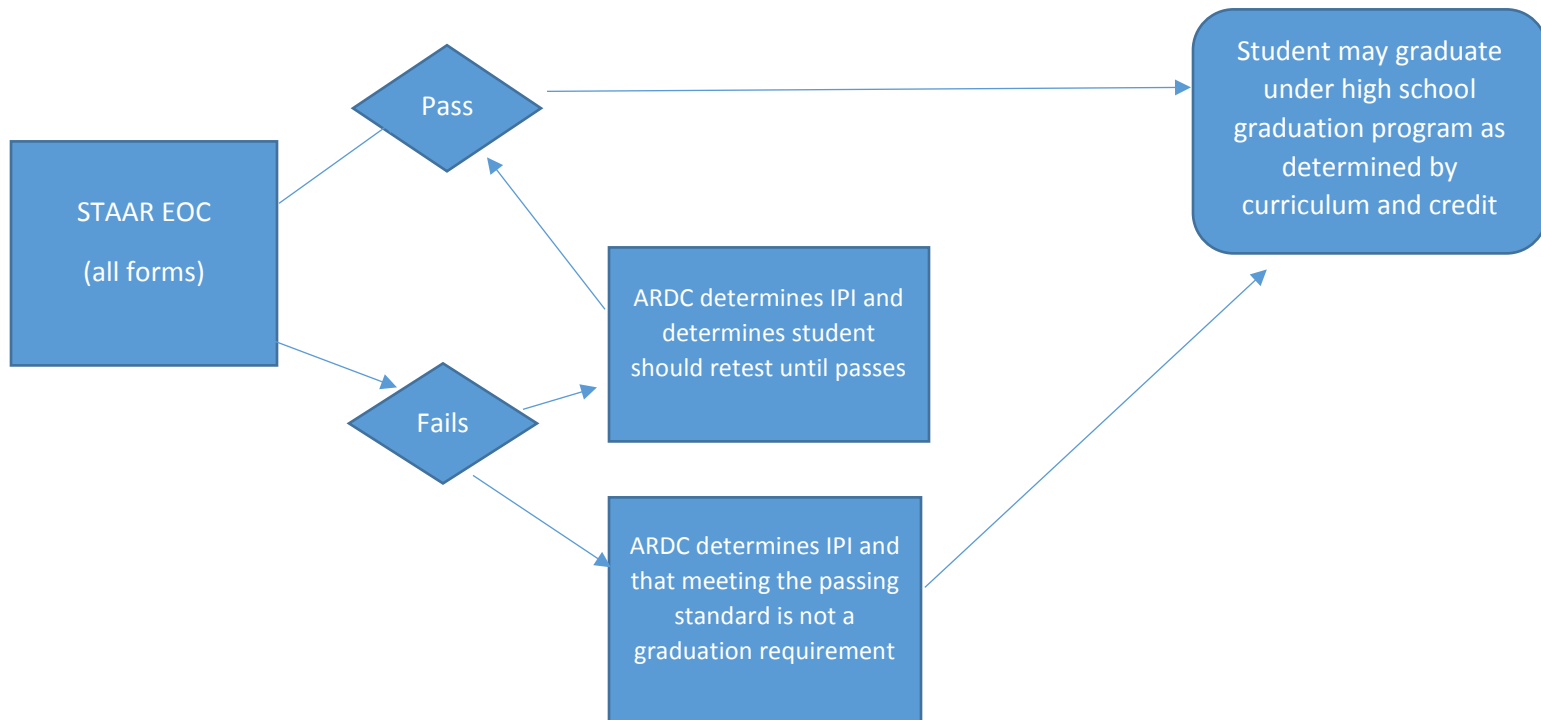 Pass
Student may graduate
under high school
graduation program as
determined by
curriculum and credit
STAAR EOC
(all forms)
ARDC determines IPI and
determines student
should retest until passes
Fails
ARDC determines IPI and
that meeting the passing
standard is not a
graduation requirement